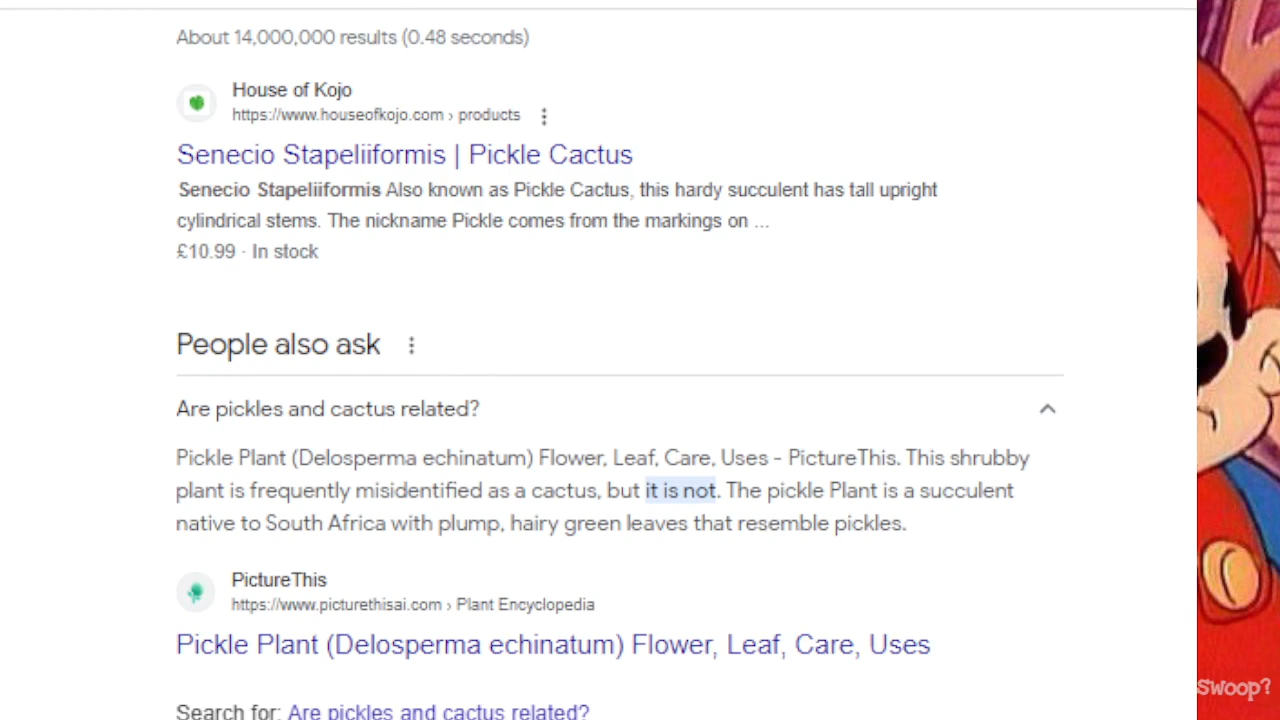 About 14,000,000 results (0.48 seconds)
House of Kojo
https://www.houseofkojo.com › products
Senecio Stapeliiformis | Pickle Cactus
Senecio Stapeliiformis Also known as Pickle Cactus, this hardy succulent has tall upright
cylindrical stems. The nickname Pickle comes from the markings on ...
£10.99 · In stock
People also ask
Are pickles and cactus related?
Pickle Plant (Delosperma echinatum) Flower, Leaf, Care, Uses - PictureThis. This shrubby
plant is frequently misidentified as a cactus, but it is not. The pickle Plant is a succulent
native to South Africa with plump, hairy green leaves that resemble pickles.
PictureThis
https://www.picturethisai.com › Plant Encyclopedia
Pickle Plant (Delosperma echinatum) Flower, Leaf, Care, Uses
Search for: Are pickles and cactus related?
Swoop?